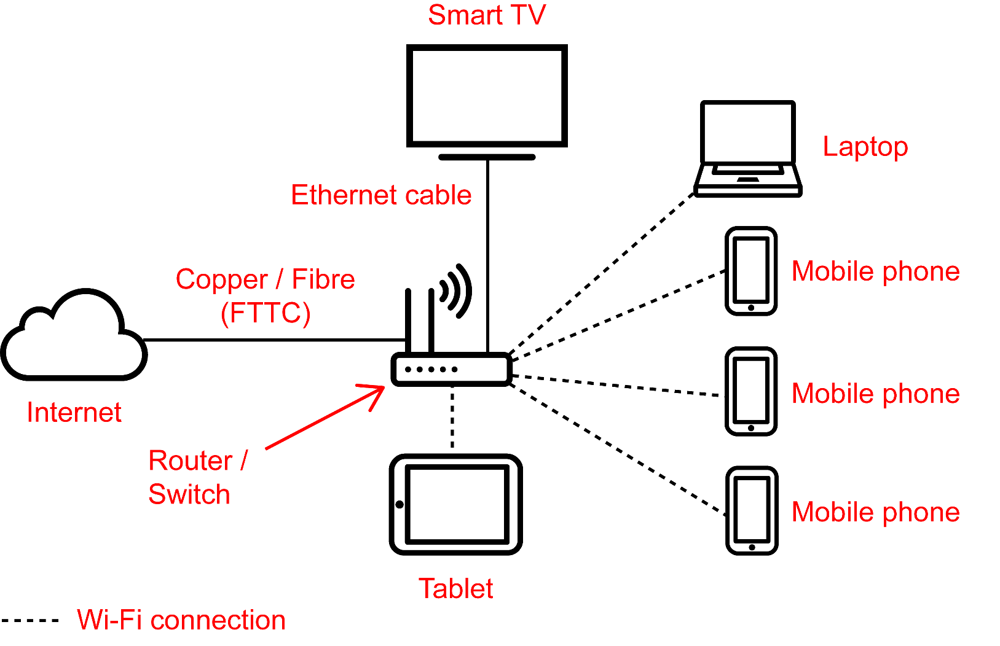 Smart TV
Laptop
Ethernet cable
Mobile phone
Copper / Fibre
(FTTC)
Mobile phone
Internet
Router /
Switch
Mobile phone
Tablet
Wi-Fi connection